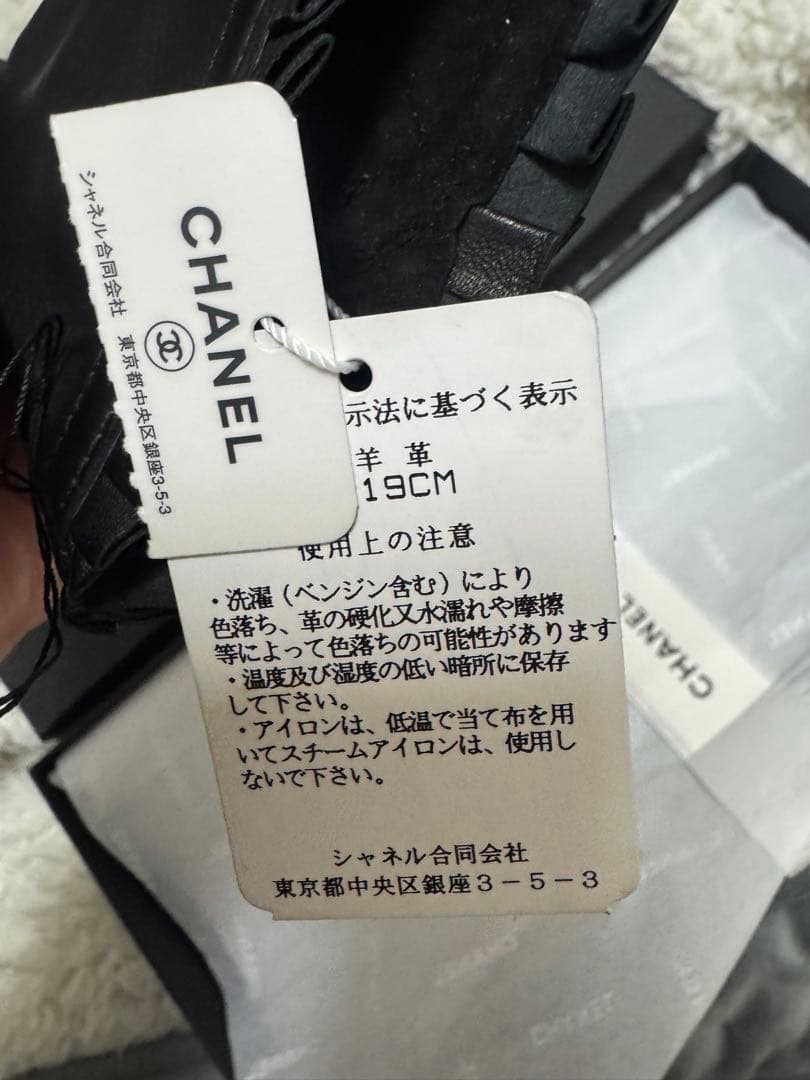 CHANEL
シャネル合同会社 東京都中央区銀座3-5-3
示法に基づく表示
羊革
19CM
使用上の注意
・洗濯（ベンジン含む）により
色落ち、革の硬化又水濡れや摩擦
等によって色落ちの可能性があります
・温度及び湿度の低い暗所に保存
して下さい。
・アイロンは、低温で当て布を用
いてスチームアイロンは、使用し
ないで下さい。
シャネル合同会社
東京都中央区銀座3－5－3
CHANEL